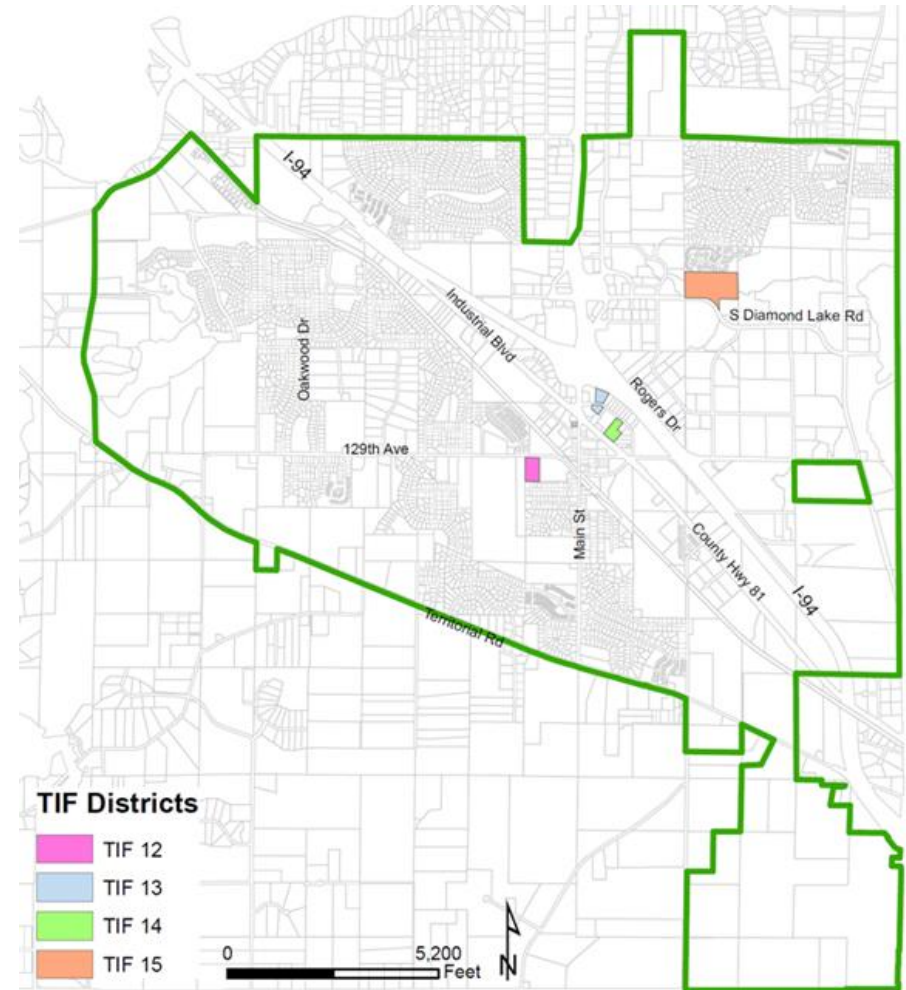 I-94
Industrial Blvd
S Diamond Lake Rd
Oakwood Dr
Rogers Dr
129th Ave
Main St
County Hwy 81
I-94
Territorial Rd
TIF Districts
TIF 12
TIF 13
TIF 14
TIF 15
0 5,200
Feet
N